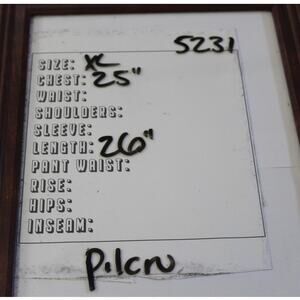 5231
SIZE: XL
CHEST: 25"
WAIST:
SHOULDERS:
SLEEVE:
LENGTH: 26"
PANT WAIST:
RISE:
HIPS:
INSEAM:
Pilcro